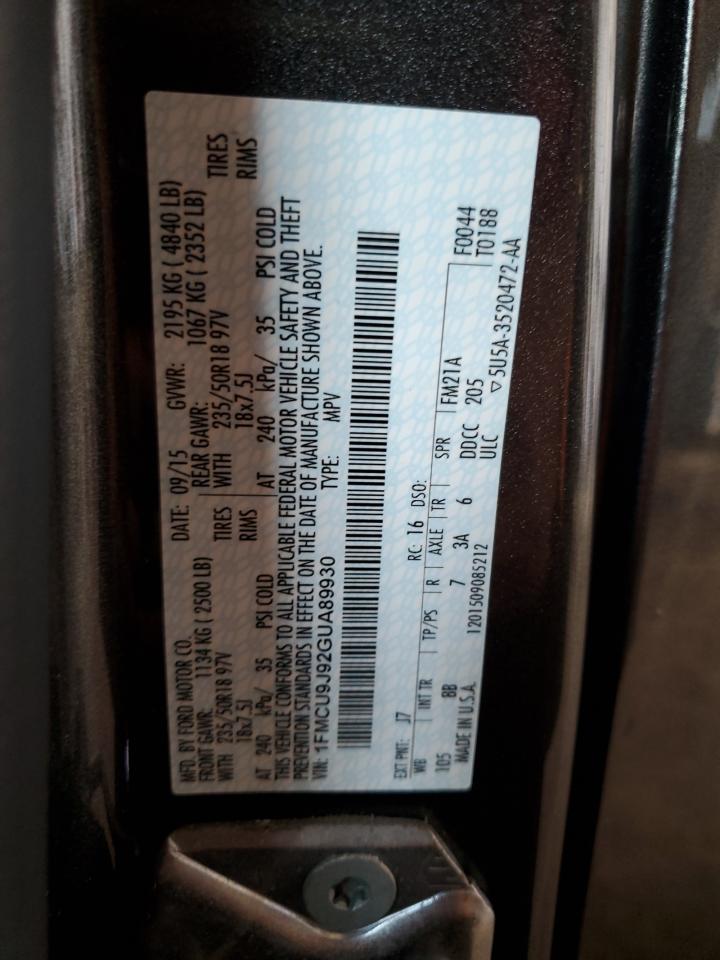 MFD. BY FORD MOTOR CO. DATE: 09/15 GVWR: 2195 KG ( 4840 LB)
FRONT GAWR: 1134 KG ( 2500 LB) REAR GAWR: 1067 KG ( 2352 LB)
WITH 235/50R18 97V TIRES WITH 235/50R18 97V TIRES
18x7.5J RIMS 18x7.5J RIMS
AT 240 kPa/ 35 PSI COLD AT 240 kPa/ 35 PSI COLD
THIS VEHICLE CONFORMS TO ALL APPLICABLE FEDERAL MOTOR VEHICLE SAFETY AND THEFT
PREVENTION STANDARDS IN EFFECT ON THE DATE OF MANUFACTURE SHOWN ABOVE.
VIN: 1FMCU9J92GUA89930 TYPE: MPV
EXT PNT: J7 RC: 16 DSO: F0044
WB INT TR TP/PS R AXLE TR SPR FM21A T0188
105 8B 7 3A 6 DDCC 205
MADE IN U.S.A. 1201509085212 ULC ▽5U5A-3520472-AA